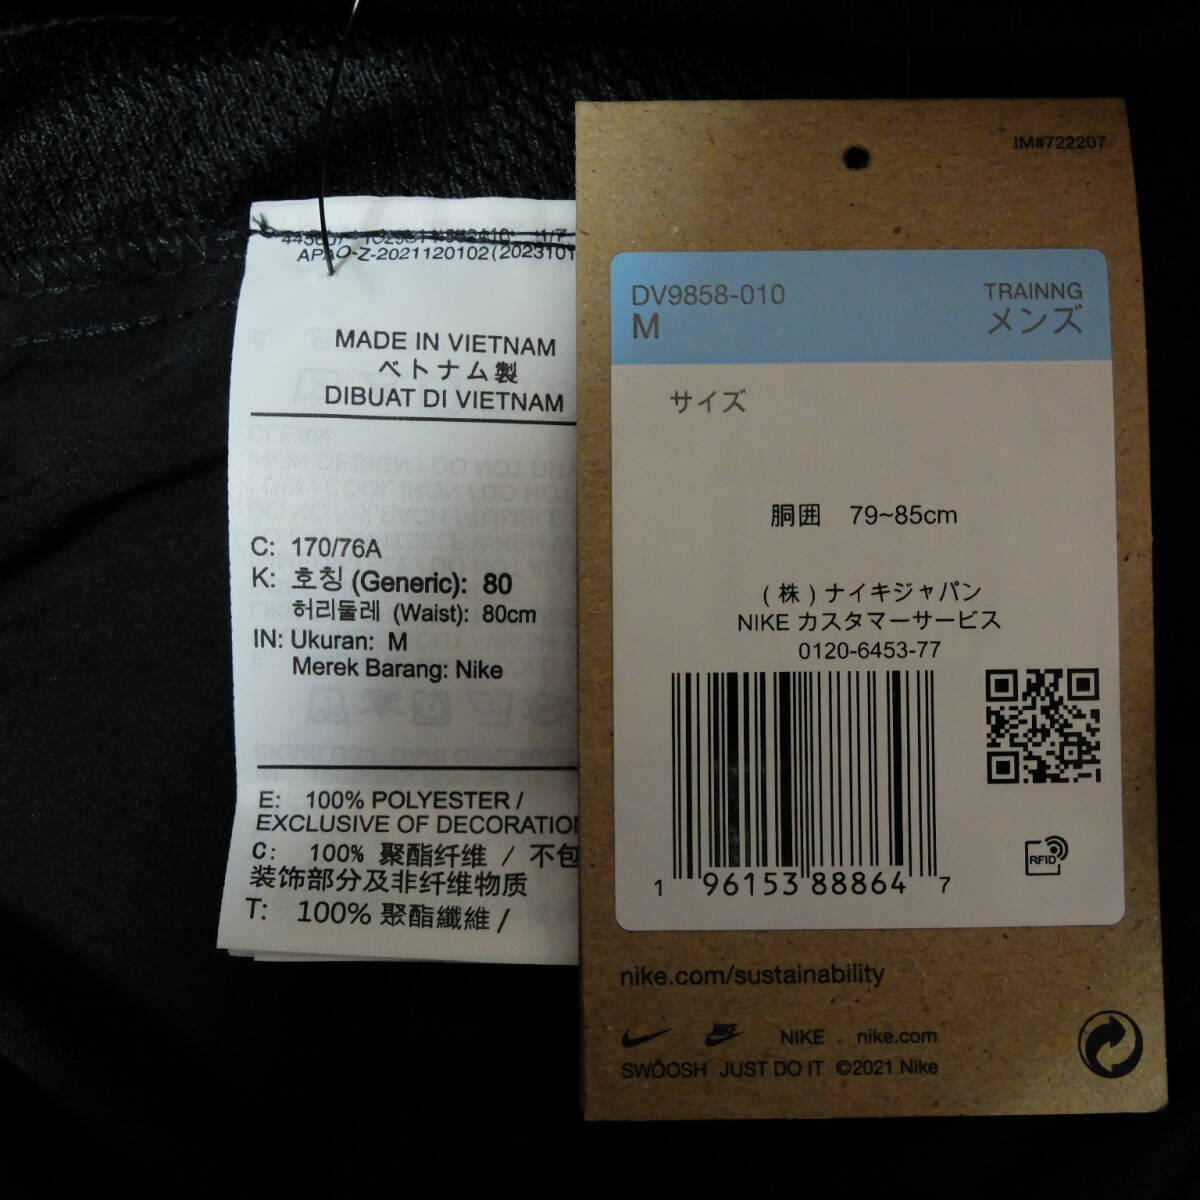 APAO-Z-2021120102(2023101
MADE IN VIETNAM
ベトナム製
DIBUAT DI VIETNAM
C: 170/76A
K: 호칭 (Generic): 80
허리둘레 (Waist): 80cm
IN: Ukuran: M
Merek Barang: Nike
E: 100% POLYESTER /
EXCLUSIVE OF DECORATION
C: 100% 聚酯纤维 / 不包
装饰部分及非纤维物质
T: 100% 聚酯纖維 /
IM#722207
DV9858-010
TRAINNG
M
メンズ
サイズ
胴囲 79~85cm
(株)ナイキジャパン
NIKE カスタマーサービス
0120-6453-77
1 96153 88864 7
RFID
nike.com/sustainability
NIKE NIKE nike.com
SWOOSH JUST DO IT ©2021 Nike